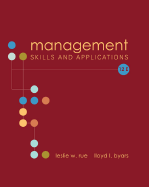 management
SKILLS AND APPLICATIONS
leslie w. rue lloyd l. byars